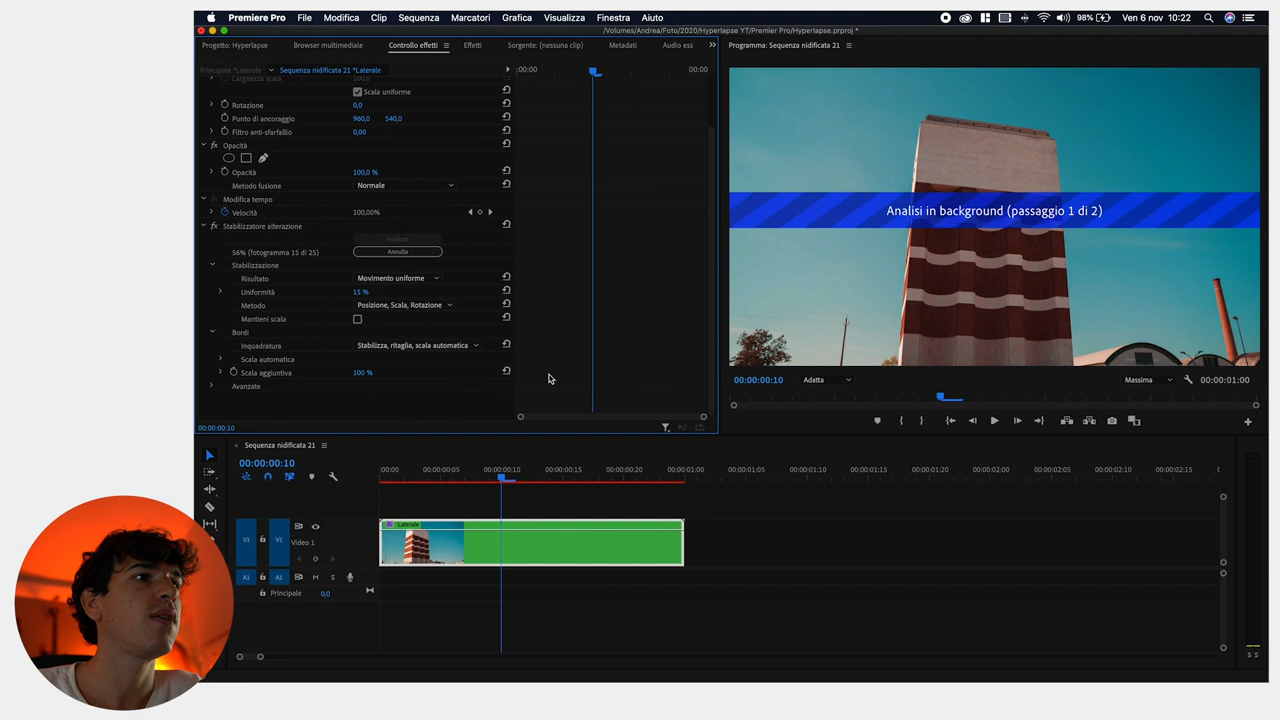 Premiere Pro File Modifica Clip Sequenza Marcatori Grafica Visualizza Finestra Aiuto 98% Ven 6 nov 10:22
/Volumes/Andrea/Foto/2020/Hyperlapse YT/Premier Pro/Hyperlapse.prproj *
Progetto: Hyperlapse Browser multimediale Controllo effetti Effetti Sorgente: (nessuna clip) Metadati Audio ess Programma: Sequenza nidificata 21
Principale *Laterale Sequenza nidificata 21 *Laterale :00:00 00:00
Larghezza scala 100,0
Scala uniforme
Rotazione 0,0
Punto di ancoraggio 960,0 540,0
Filtro anti-sfarfallio 0,00
fx Opacità
Opacità 100,0 %
Metodo fusione Normale
Modifica tempo
Velocità 100,00%
fx Stabilizzatore alterazione
Analizza
56% (fotogramma 15 di 25) Annulla
Stabilizzazione
Risultato Movimento uniforme
Uniformità 15 %
Metodo Posizione, Scala, Rotazione
Mantieni scala
Bordi
Inquadratura Stabilizza, ritaglia, scala automatica
Scala automatica
Scala aggiuntiva 100 %
Avanzate
00:00:00:10
Analisi in background (passaggio 1 di 2)
00:00:00:10 Adatta Massima 00:00:01:00
Sequenza nidificata 21
00:00:00:10
:00:00 00:00:00:05 00:00:00:10 00:00:00:15 00:00:00:20 00:00:01:00 00:00:01:05 00:00:01:10 00:00:01:15 00:00:01:20 00:00:02:00 00:00:02:05 00:00:02:10 00:00:02:15
fx Laterale
V1 V1 Video 1
A1 A1 M S
Principale 0,0
S S